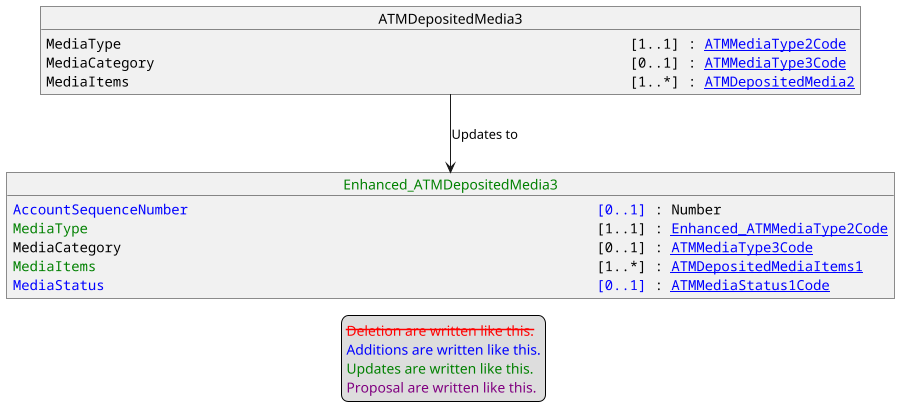 ATMDepositedMedia3
MediaType [1..1] : ATMMediaType2Code
MediaCategory [0..1] : ATMMediaType3Code
MediaItems [1..*] : ATMDepositedMedia2
Updates to
Enhanced_ATMDepositedMedia3
AccountSequenceNumber [0..1] : Number
MediaType [1..1] : Enhanced_ATMMediaType2Code
MediaCategory [0..1] : ATMMediaType3Code
MediaItems [1..*] : ATMDepositedMediaItems1
MediaStatus [0..1] : ATMMediaStatus1Code
Deletion are written like this.
Additions are written like this.
Updates are written like this.
Proposal are written like this.